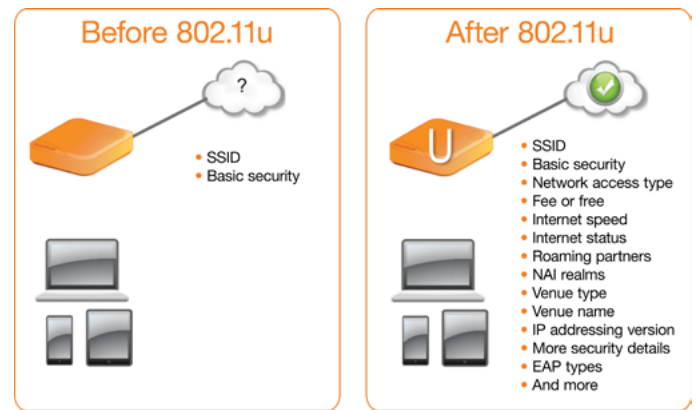 Before 802.11u
?
• SSID
• Basic security
After 802.11u
U
• SSID
• Basic security
• Network access type
• Fee or free
• Internet speed
• Internet status
• Roaming partners
• NAI realms
• Venue type
• Venue name
• IP addressing version
• More security details
• EAP types
• And more